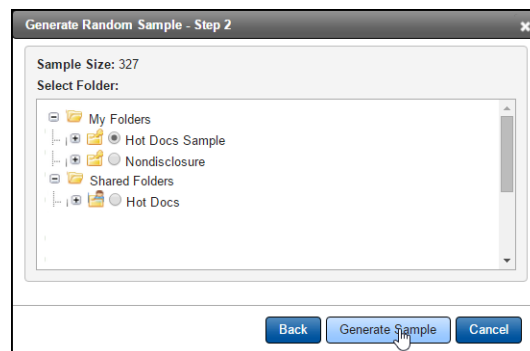 Generate Random Sample - Step 2
Sample Size: 327
Select Folder:
My Folders
Hot Docs Sample
Nondisclosure
Shared Folders
Hot Docs
Back Generate Sample Cancel